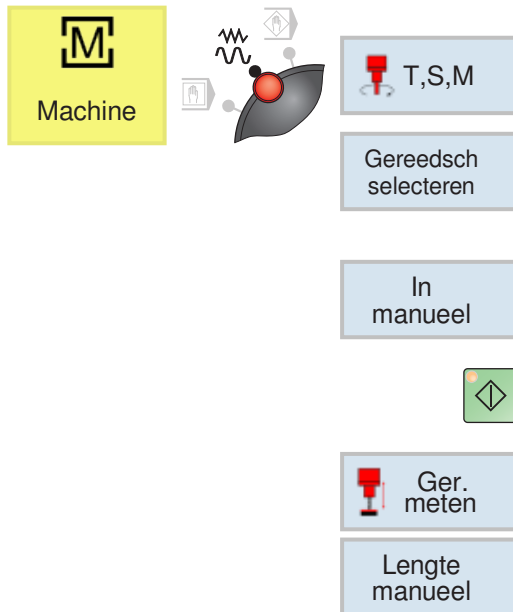 M
Machine
T,S,M
Gereedsch
selecteren
In
manueel
Ger.
meten
Lengte
manueel